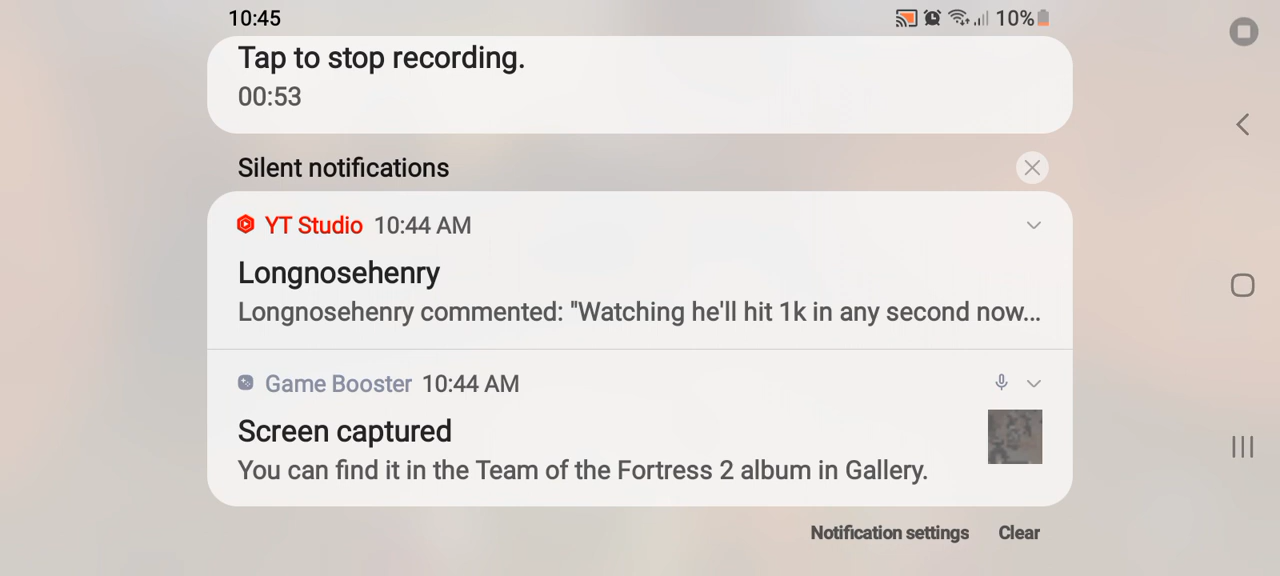 10:45
10%
Tap to stop recording.
00:53
Silent notifications
YT Studio 10:44 AM
Longnosehenry
Longnosehenry commented: "Watching he'll hit 1k in any second now...
Game Booster 10:44 AM
Screen captured
You can find it in the Team of the Fortress 2 album in Gallery.
Notification settings Clear